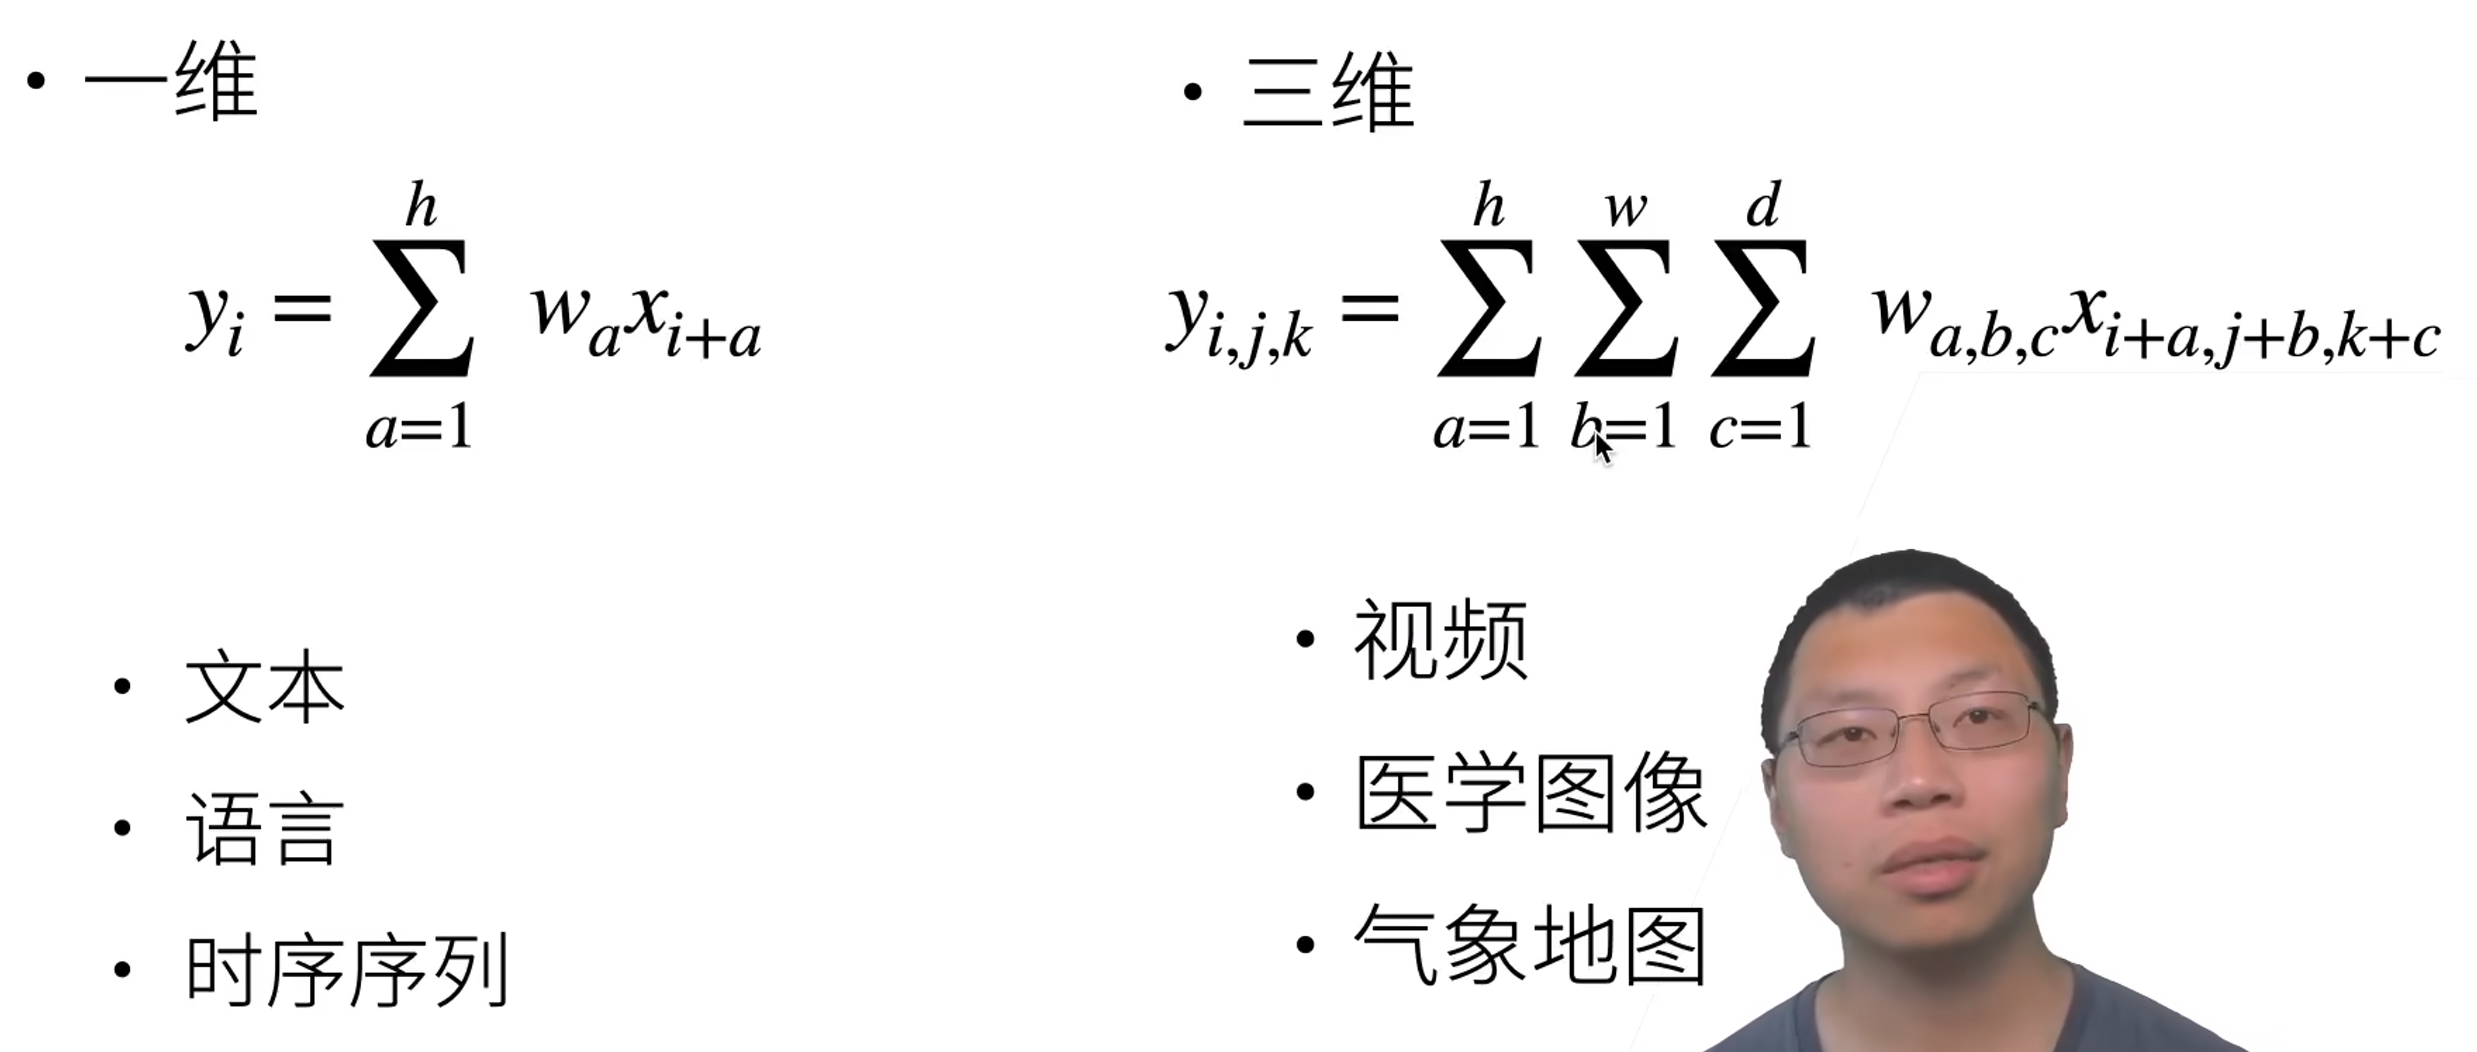 • 一维
y_i = \sum_{a=1}^{h} w_a x_{i+a}
• 文本
• 语言
• 时序序列
• 三维
y_{i,j,k} = \sum_{a=1}^{h} \sum_{b=1}^{w} \sum_{c=1}^{d} w_{a,b,c} x_{i+a,j+b,k+c}
• 视频
• 医学图像
• 气象地图